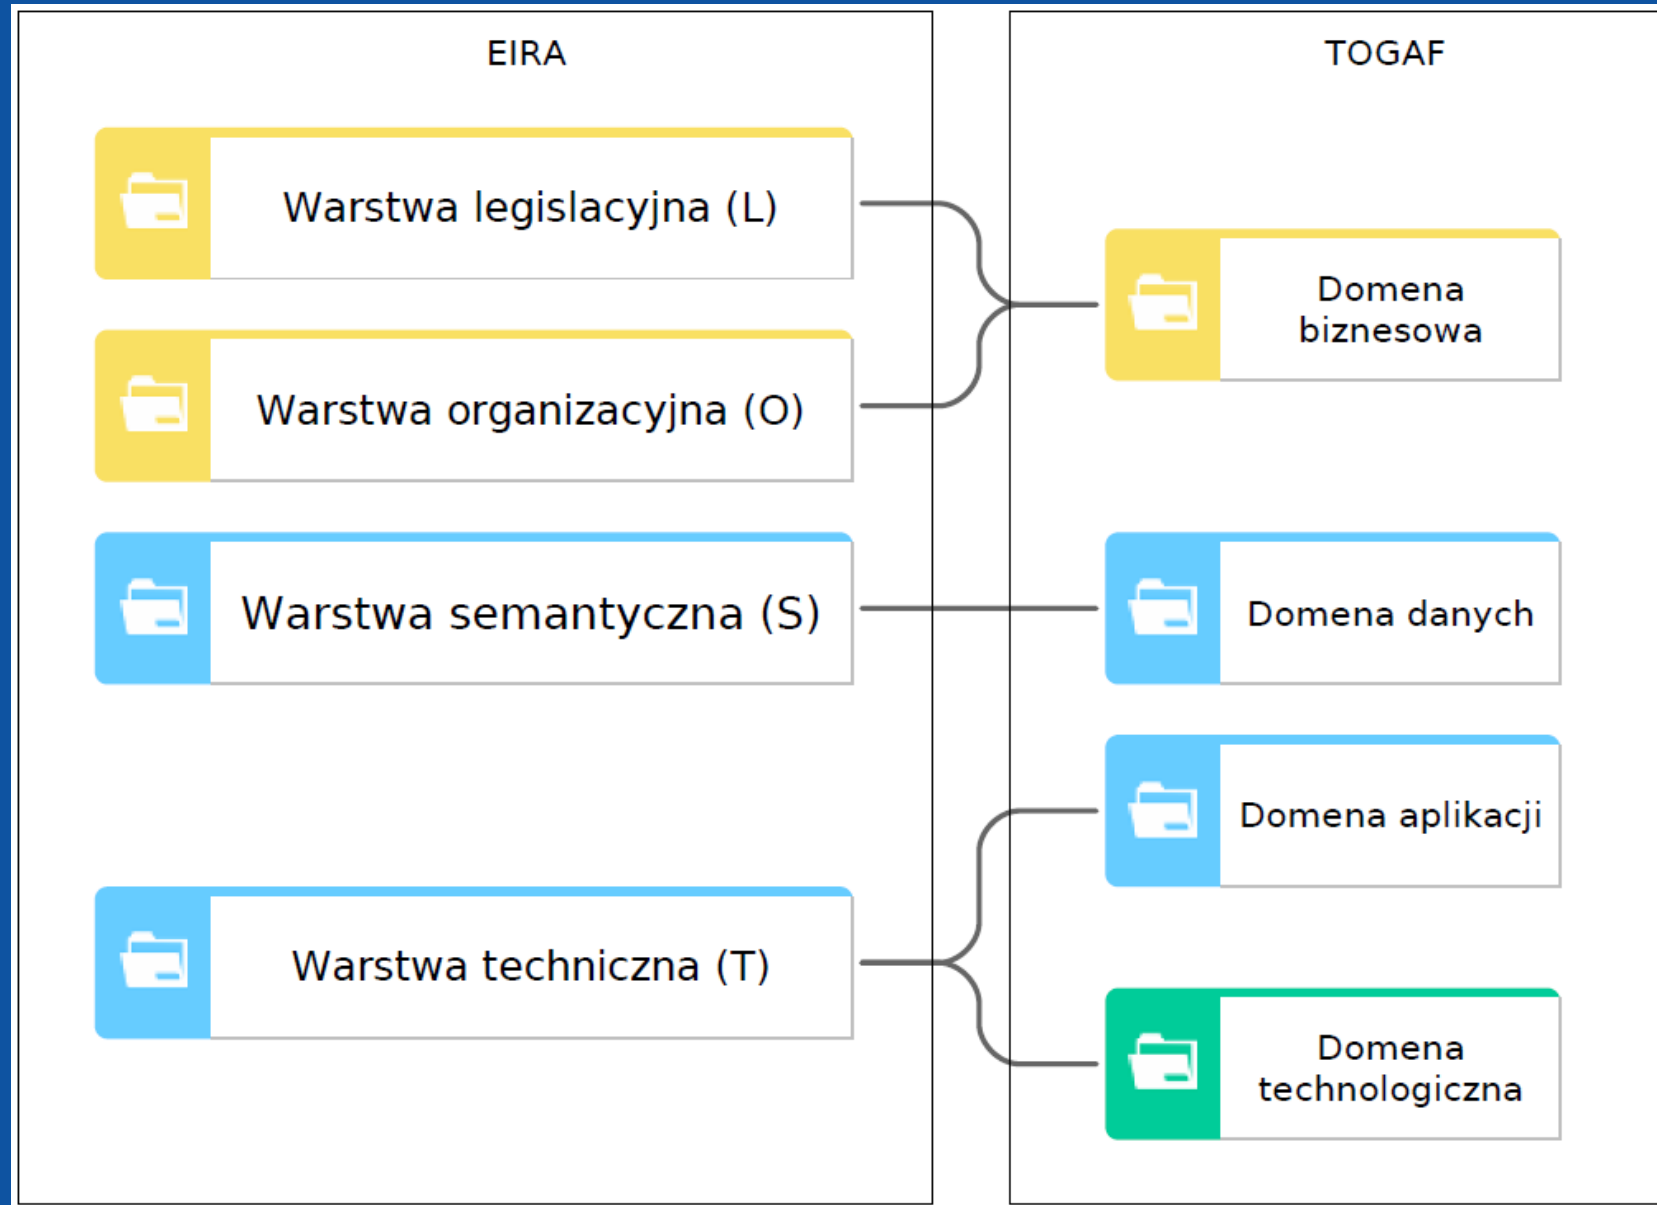 EIRA
Warstwa legislacyjna (L)
Warstwa organizacyjna (O)
Warstwa semantyczna (S)
Warstwa techniczna (T)
TOGAF
Domena
biznesowa
Domena danych
Domena aplikacji
Domena
technologiczna